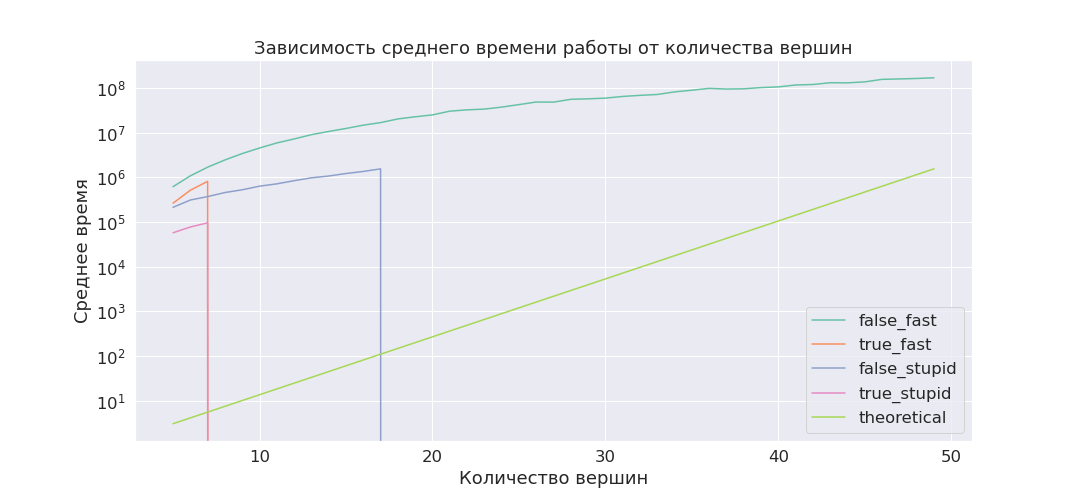 Зависимость среднего времени работы от количества вершин
Среднее время
10^8
10^7
10^6
10^5
10^4
10^3
10^2
10^1
10 20 30 40 50
Количество вершин
false_fast
true_fast
false_stupid
true_stupid
theoretical